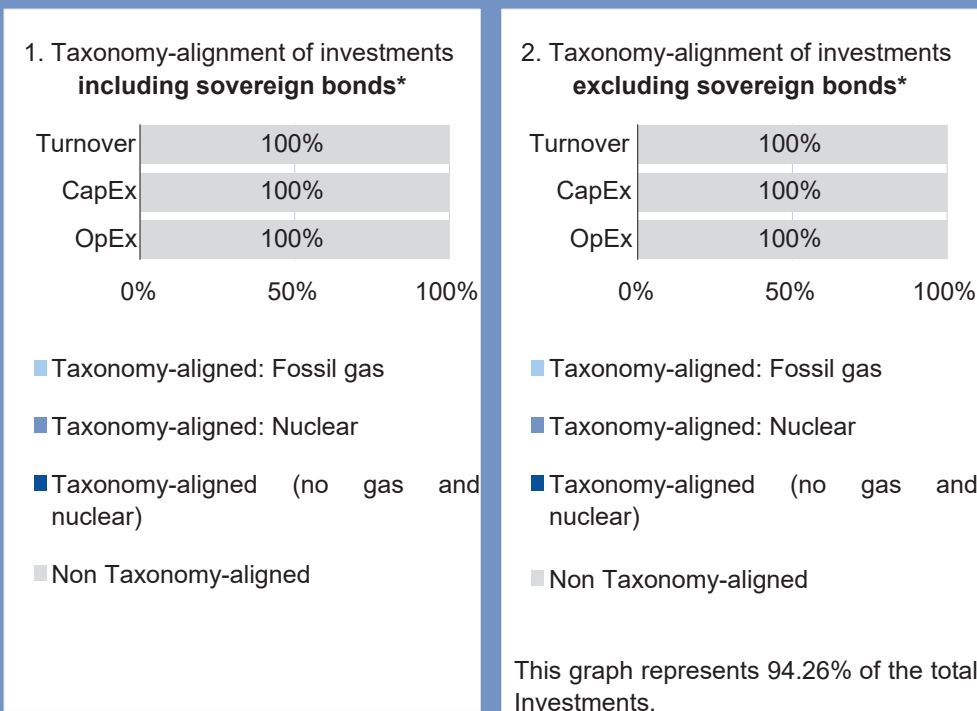 1. Taxonomy-alignment of investments
including sovereign bonds*
Turnover 100%
CapEx 100%
OpEx 100%
0% 50% 100%
Taxonomy-aligned: Fossil gas
Taxonomy-aligned: Nuclear
Taxonomy-aligned (no gas and
nuclear)
Non Taxonomy-aligned
2. Taxonomy-alignment of investments
excluding sovereign bonds*
Turnover 100%
CapEx 100%
OpEx 100%
0% 50% 100%
Taxonomy-aligned: Fossil gas
Taxonomy-aligned: Nuclear
Taxonomy-aligned (no gas and
nuclear)
Non Taxonomy-aligned
This graph represents 94.26% of the total
Investments.